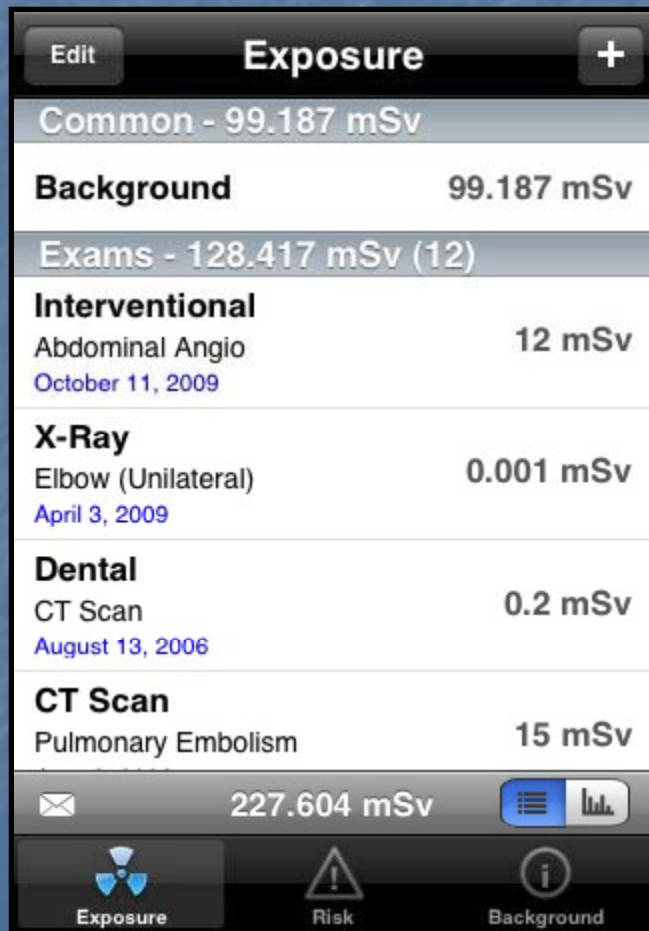 Edit Exposure +
Common - 99.187 mSv
Background 99.187 mSv
Exams - 128.417 mSv (12)
Interventional
Abdominal Angio 12 mSv
October 11, 2009
X-Ray
Elbow (Unilateral) 0.001 mSv
April 3, 2009
Dental
CT Scan 0.2 mSv
August 13, 2006
CT Scan
Pulmonary Embolism 15 mSv
227.604 mSv
Exposure Risk Background